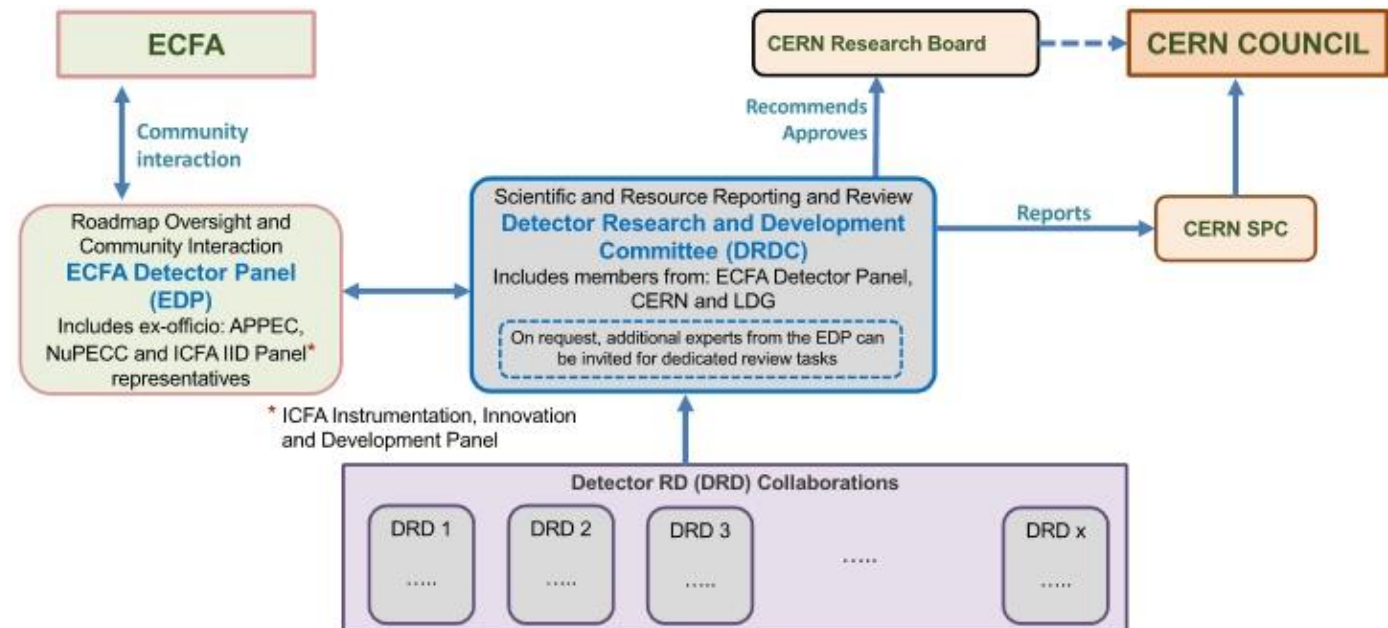 ECFA
CERN Research Board
CERN COUNCIL
Community
interaction
Recommends
Approves
Roadmap Oversight and
Community Interaction
ECFA Detector Panel
(EDP)
Includes ex-officio: APPEC,
NuPECC and ICFA IID Panel*
representatives
Scientific and Resource Reporting and Review
Detector Research and Development
Committee (DRDC)
Includes members from: ECFA Detector Panel,
CERN and LDG
On request, additional experts from the EDP can
be invited for dedicated review tasks
Reports
CERN SPC
* ICFA Instrumentation, Innovation
and Development Panel
Detector RD (DRD) Collaborations
DRD 1
.....
DRD 2
.....
DRD 3
.....
.....
DRD x
.....